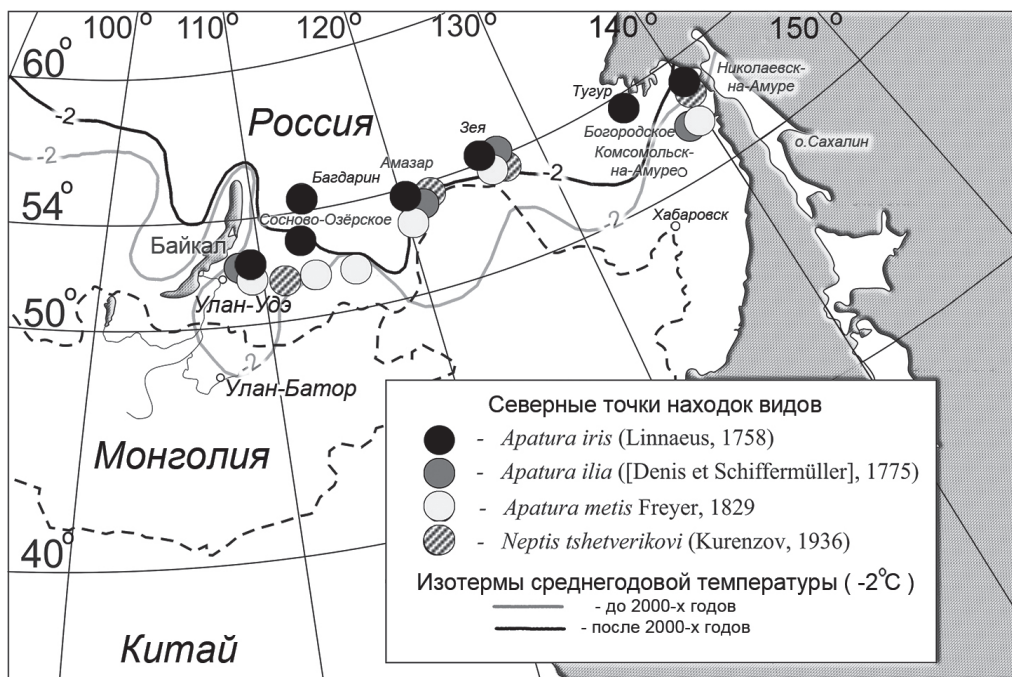 100° 110° 120° 130° 140° 150°
60°
-2
-2
Россия
Николаевск-
на-Амуре
Тугур
Зея
Богородское
Комсомольск-
на-Амуре
о.Сахалин
Амазар
Багдарин
-2
54°
Сосново-Озёрское
-2
Хабаровск
Байкал
Улан-Удэ
50°
-2
Улан-Батор
Монголия
40°
Китай
Северные точки находок видов
- Apatura iris (Linnaeus, 1758)
- Apatura ilia ([Denis et Schiffermüller], 1775)
- Apatura metis Freyer, 1829
- Neptis tshetverikovi (Kurenzov, 1936)
Изотермы среднегодовой температуры ( -2°C )
- до 2000-х годов
- после 2000-х годов